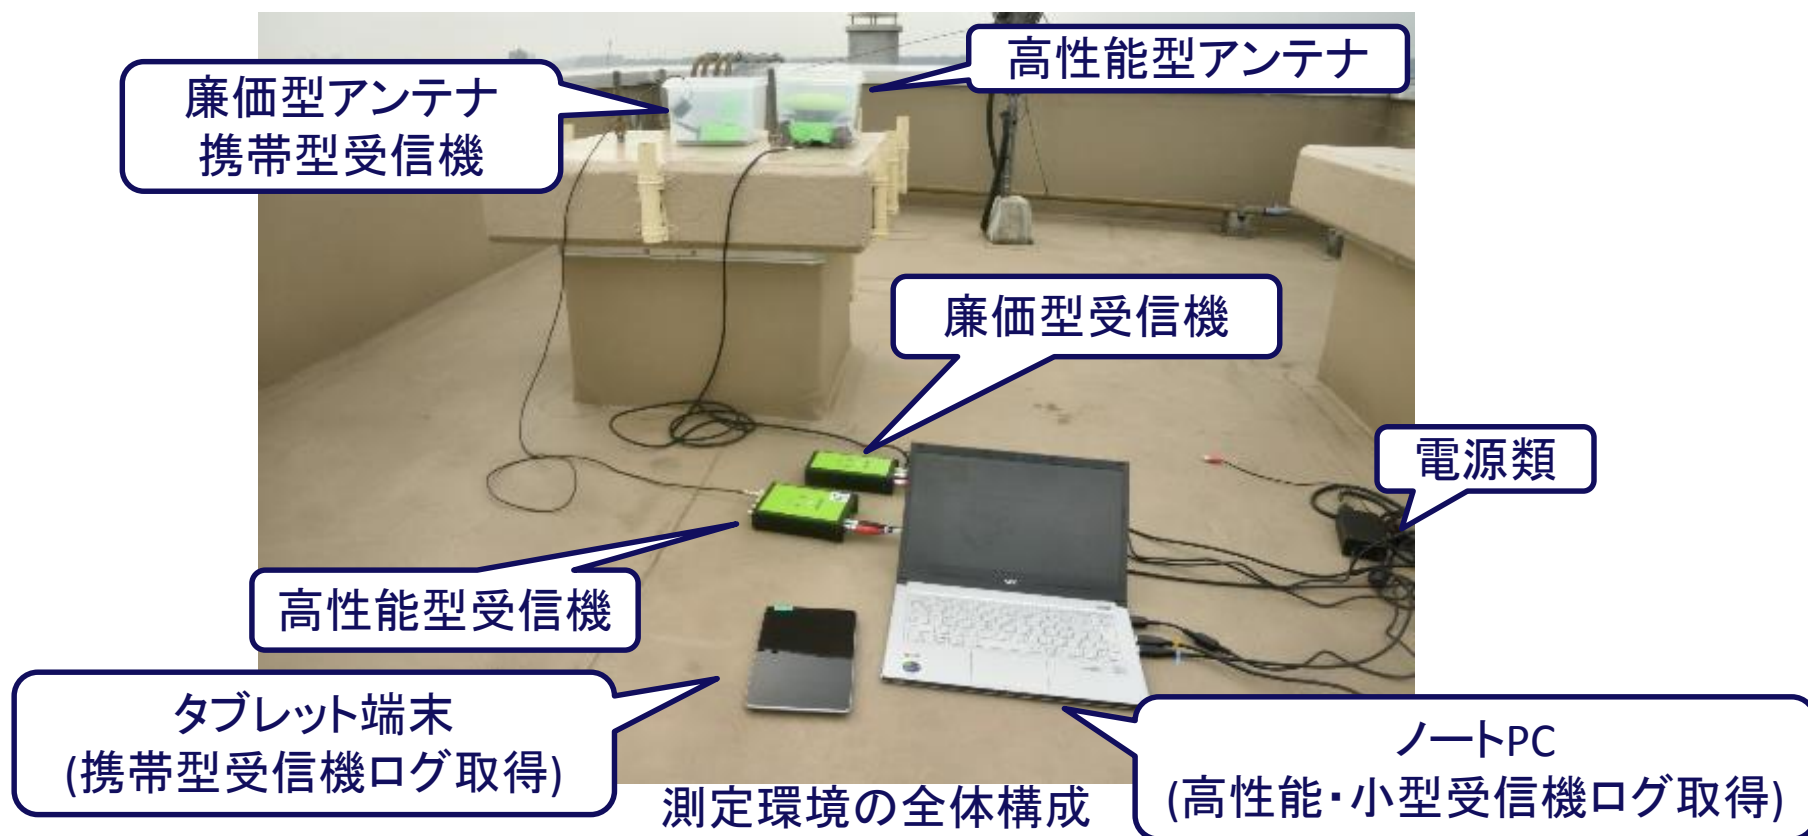 高性能型アンテナ
廉価型アンテナ
携帯型受信機
廉価型受信機
電源類
高性能型受信機
タブレット端末
(携帯型受信機ログ取得)
ノートPC
(高性能・小型受信機ログ取得)
測定環境の全体構成